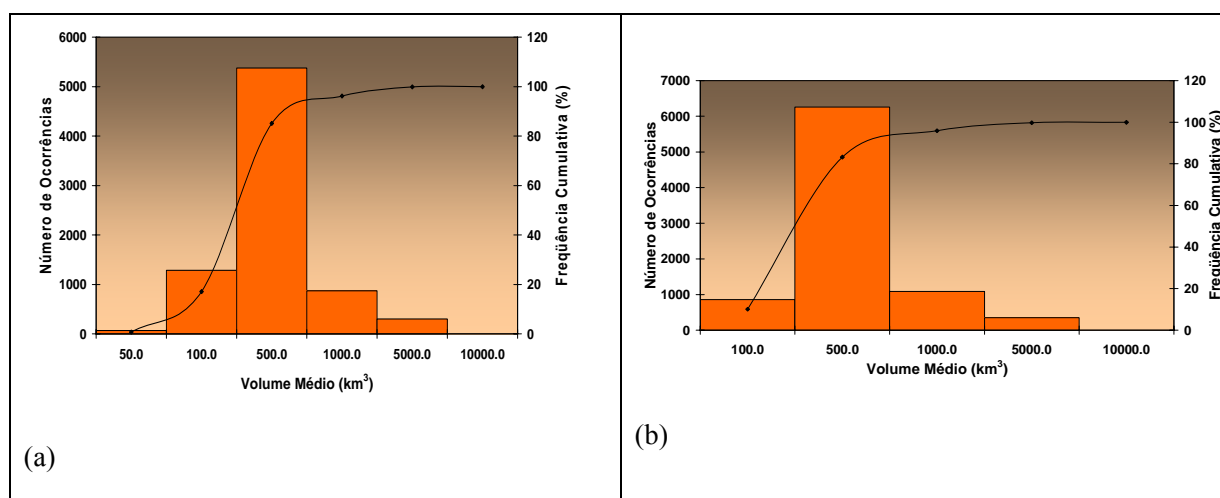 6000
5000
4000
3000
2000
1000
0
Número de Ocorrências
120
100
80
60
40
20
0
Freqüência Cumulativa (%)
50.0 100.0 500.0 1000.0 5000.0 10000.0
Volume Médio (km³)
(a)
7000
6000
5000
4000
3000
2000
1000
0
Número de Ocorrências
120
100
80
60
40
20
0
Freqüência Cumulativa (%)
100.0 500.0 1000.0 5000.0 10000.0
Volume Médio (km³)
(b)